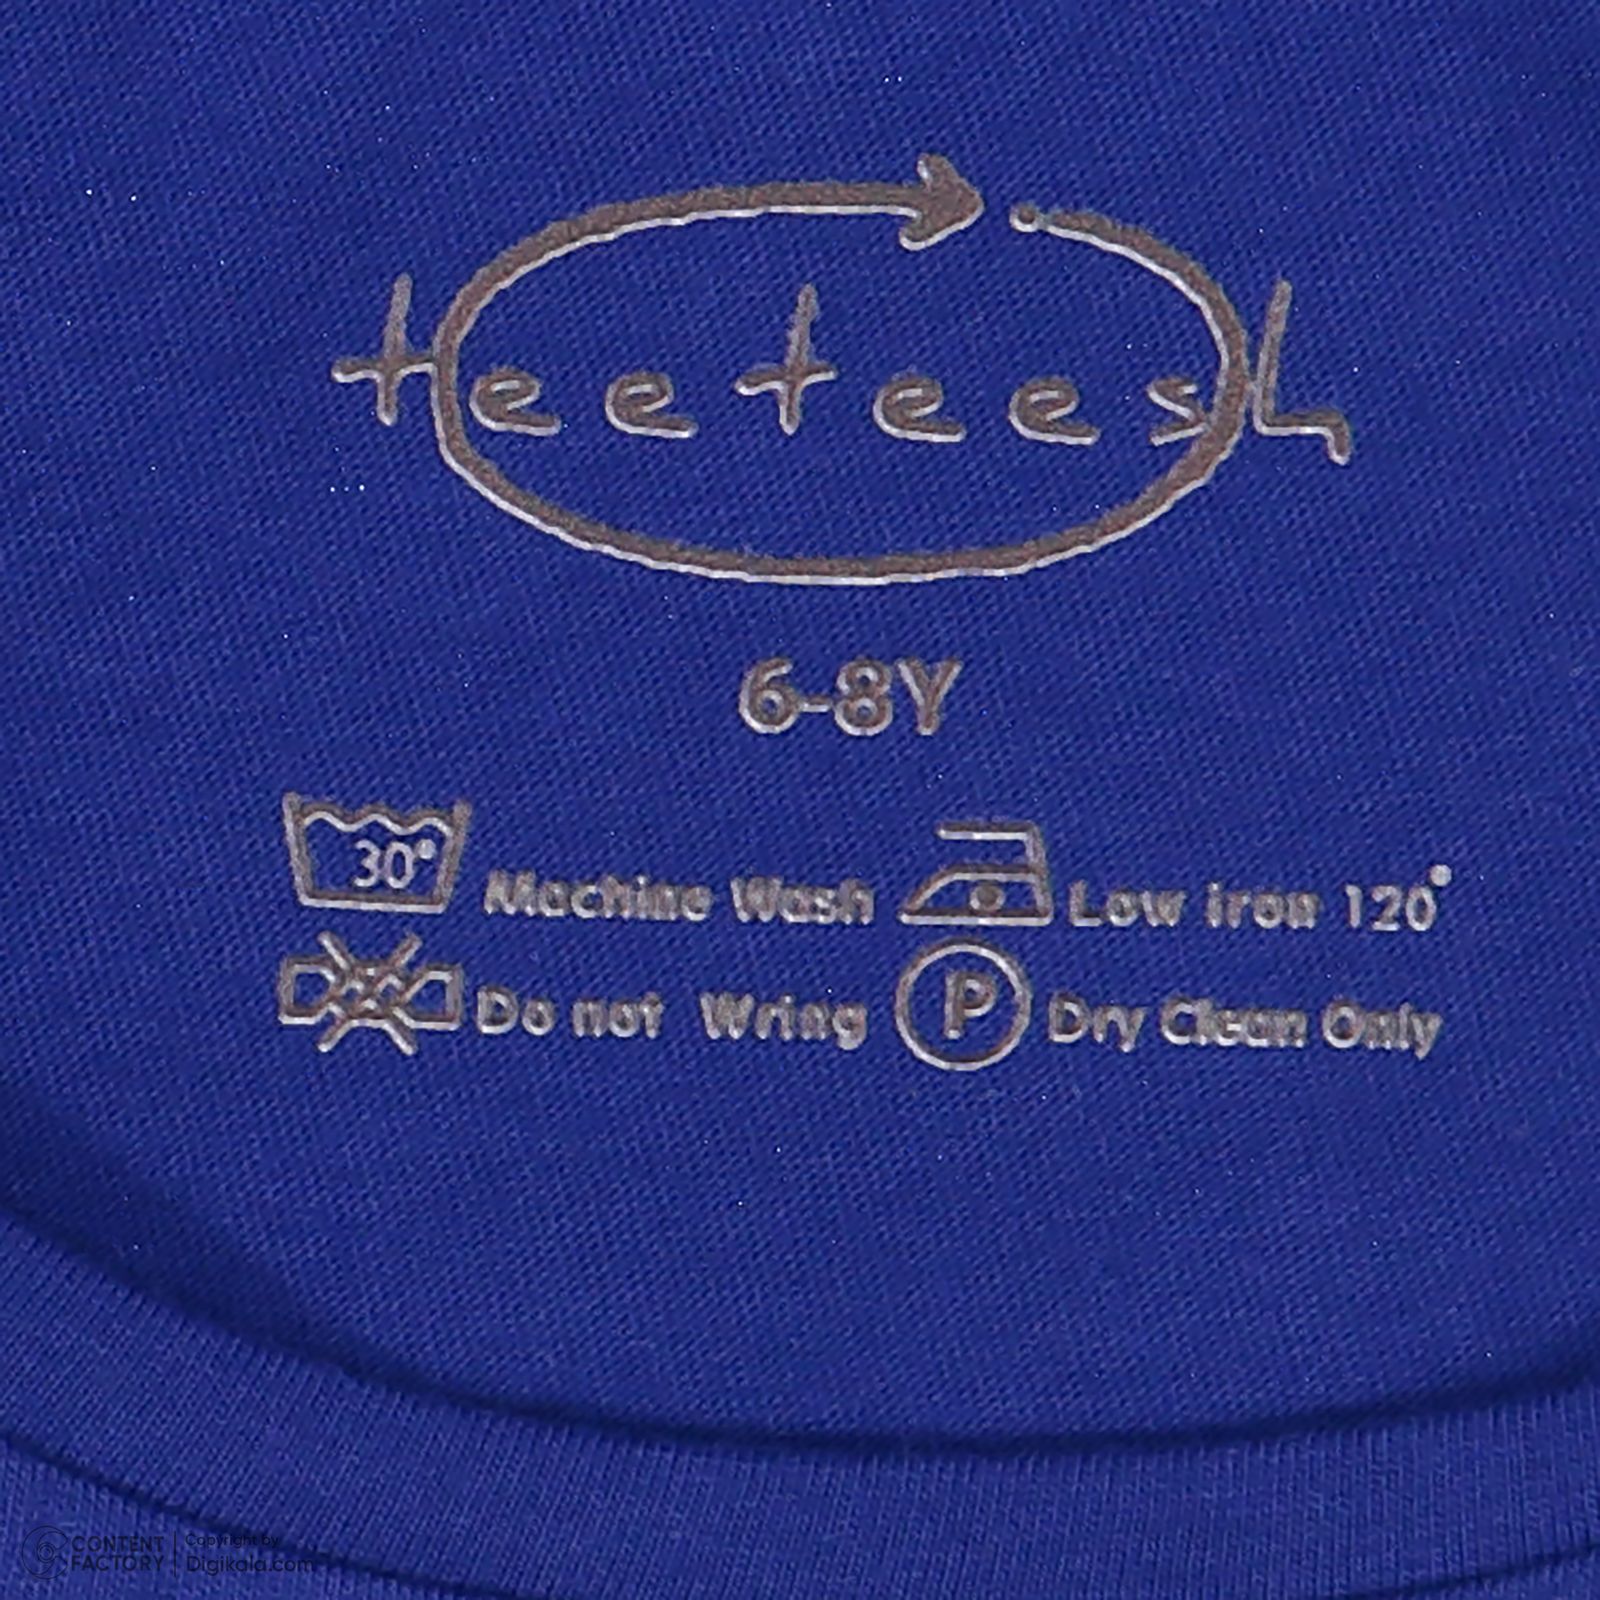 teeteesh
6-8Y
30° Machine Wash Low iron 120°
Do not Wring P Dry Clean Only
CONTENT FACTORY Copyright by Digikala.com